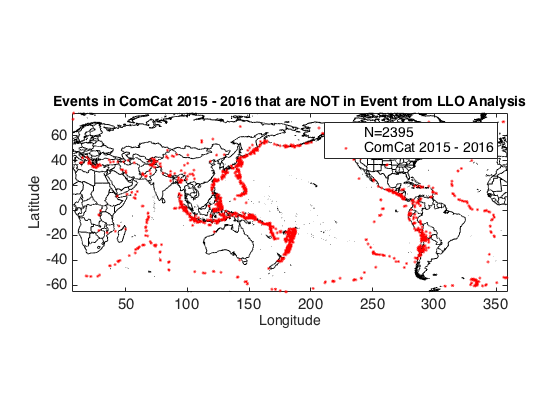 Events in ComCat 2015 - 2016 that are NOT in Event from LLO Analysis
N=2395
ComCat 2015 - 2016
60
40
20
0
-20
-40
-60
Latitude
50
100
150
200
250
300
350
Longitude